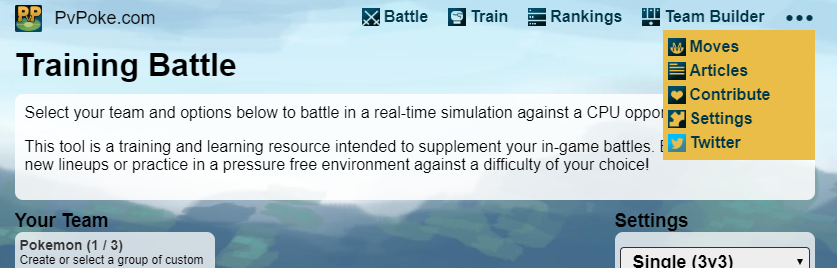 PvPoke.com
Battle
Train
Rankings
Team Builder
Moves
Articles
Contribute
Settings
Twitter
Training Battle
Select your team and options below to battle in a real-time simulation against a CPU
This tool is a training and learning resource intended to supplement your in-game battles.
new lineups or practice in a pressure free environment against a difficulty of your choice!
Your Team
Pokemon (1 / 3)
Create or select a group of custom
Settings
Single (3v3)